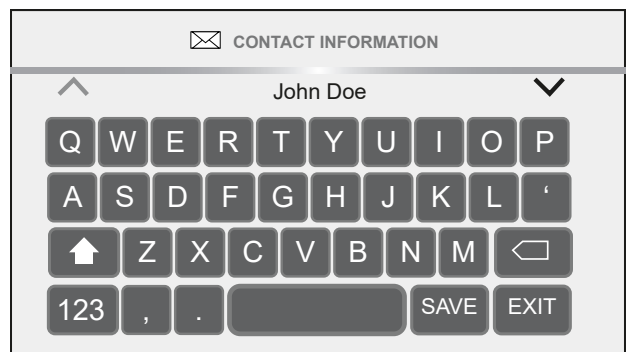 CONTACT INFORMATION
John Doe
Q W E R T Y U I O P
A S D F G H J K L ‘
Z X C V B N M
123 , . SAVE EXIT